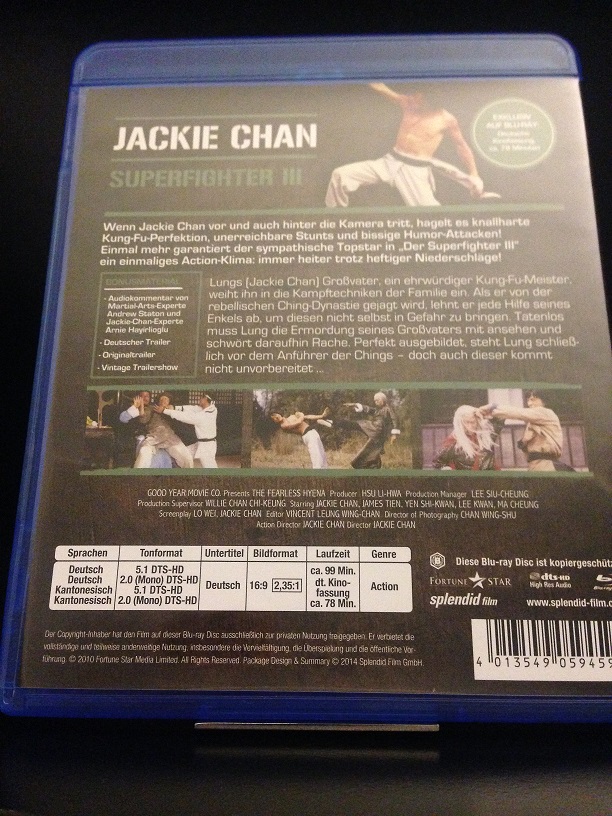 JACKIE CHAN
SUPERFIGHTER III
EXKLUSIV
AUF BLU-RAY:
Deutsche
Kinofassung,
ca. 78 Minuten
Wenn Jackie Chan vor und auch hinter die Kamera tritt, hagelt es knallharte
Kung-Fu-Perfektion, unerreichbare Stunts und bissige Humor-Attacken!
Einmal mehr garantiert der sympathische Topstar in „Der Superfighter III"
ein einmaliges Action-Klima: immer heiter trotz heftiger Niederschläge!
BONUSMATERIAL
- Audiokommentar von
Martial-Arts-Experte
Andrew Staton und
Jackie-Chan-Experte
Arnie Hayirlioglu
- Deutscher Trailer
- Originaltrailer
- Vintage Trailershow
Lungs (Jackie Chan) Großvater, ein ehrwürdiger Kung-Fu-Meister,
weiht ihn in die Kampftechniken der Familie ein. Als er von der
rebellischen Ching-Dynastie gejagt wird, lehnt er jede Hilfe seines
Enkels ab, um diesen nicht selbst in Gefahr zu bringen. Tatenlos
muss Lung die Ermordung seines Großvaters mit ansehen und
schwört daraufhin Rache. Perfekt ausgebildet, steht Lung schließ-
lich vor dem Anführer der Chings – doch auch dieser kommt
nicht unvorbereitet ...
GOOD YEAR MOVIE CO. Presents THE FEARLESS HYENA Producer HSU LI-HWA Production Manager LEE SIU-CHEUNG
Production Supervisor WILLIE CHAN CHI-KEUNG Starring JACKIE CHAN, JAMES TIEN, YEN SHI-KWAN, LEE KWAN, MA CHEUNG
Screenplay LO WEI, JACKIE CHAN Editor VINCENT LEUNG WING-CHAN Director of Photography CHAN WING-SHU
Action Director JACKIE CHAN Director JACKIE CHAN
Sprachen Tonformat Untertitel Bildformat Laufzeit Genre
Deutsch 5.1 DTS-HD
Deutsch 2.0 (Mono) DTS-HD
Kantonesisch 5.1 DTS-HD
Kantonesisch 2.0 (Mono) DTS-HD
Deutsch
16:9 2,35:1
ca. 99 Min.
dt. Kino-
fassung
ca. 78 Min.
Action
Diese Blu-ray Disc ist kopiergeschütz
FORTUNE STAR
dts-HD
High Res Audio
Blu-ray
splendid film
www.splendid-film.
Der Copyright-Inhaber hat den Film auf dieser Blu-ray Disc ausschließlich zur privaten Nutzung freigegeben. Er verbietet die
vollständige und teilweise anderweitige Nutzung, insbesondere die Vervielfältigung, die Überspielung und die öffentliche Vor-
führung. © 2010 Fortune Star Media Limited. All Rights Reserved. Package Design & Summary © 2014 Splendid Film GmbH.
4 013549 059459